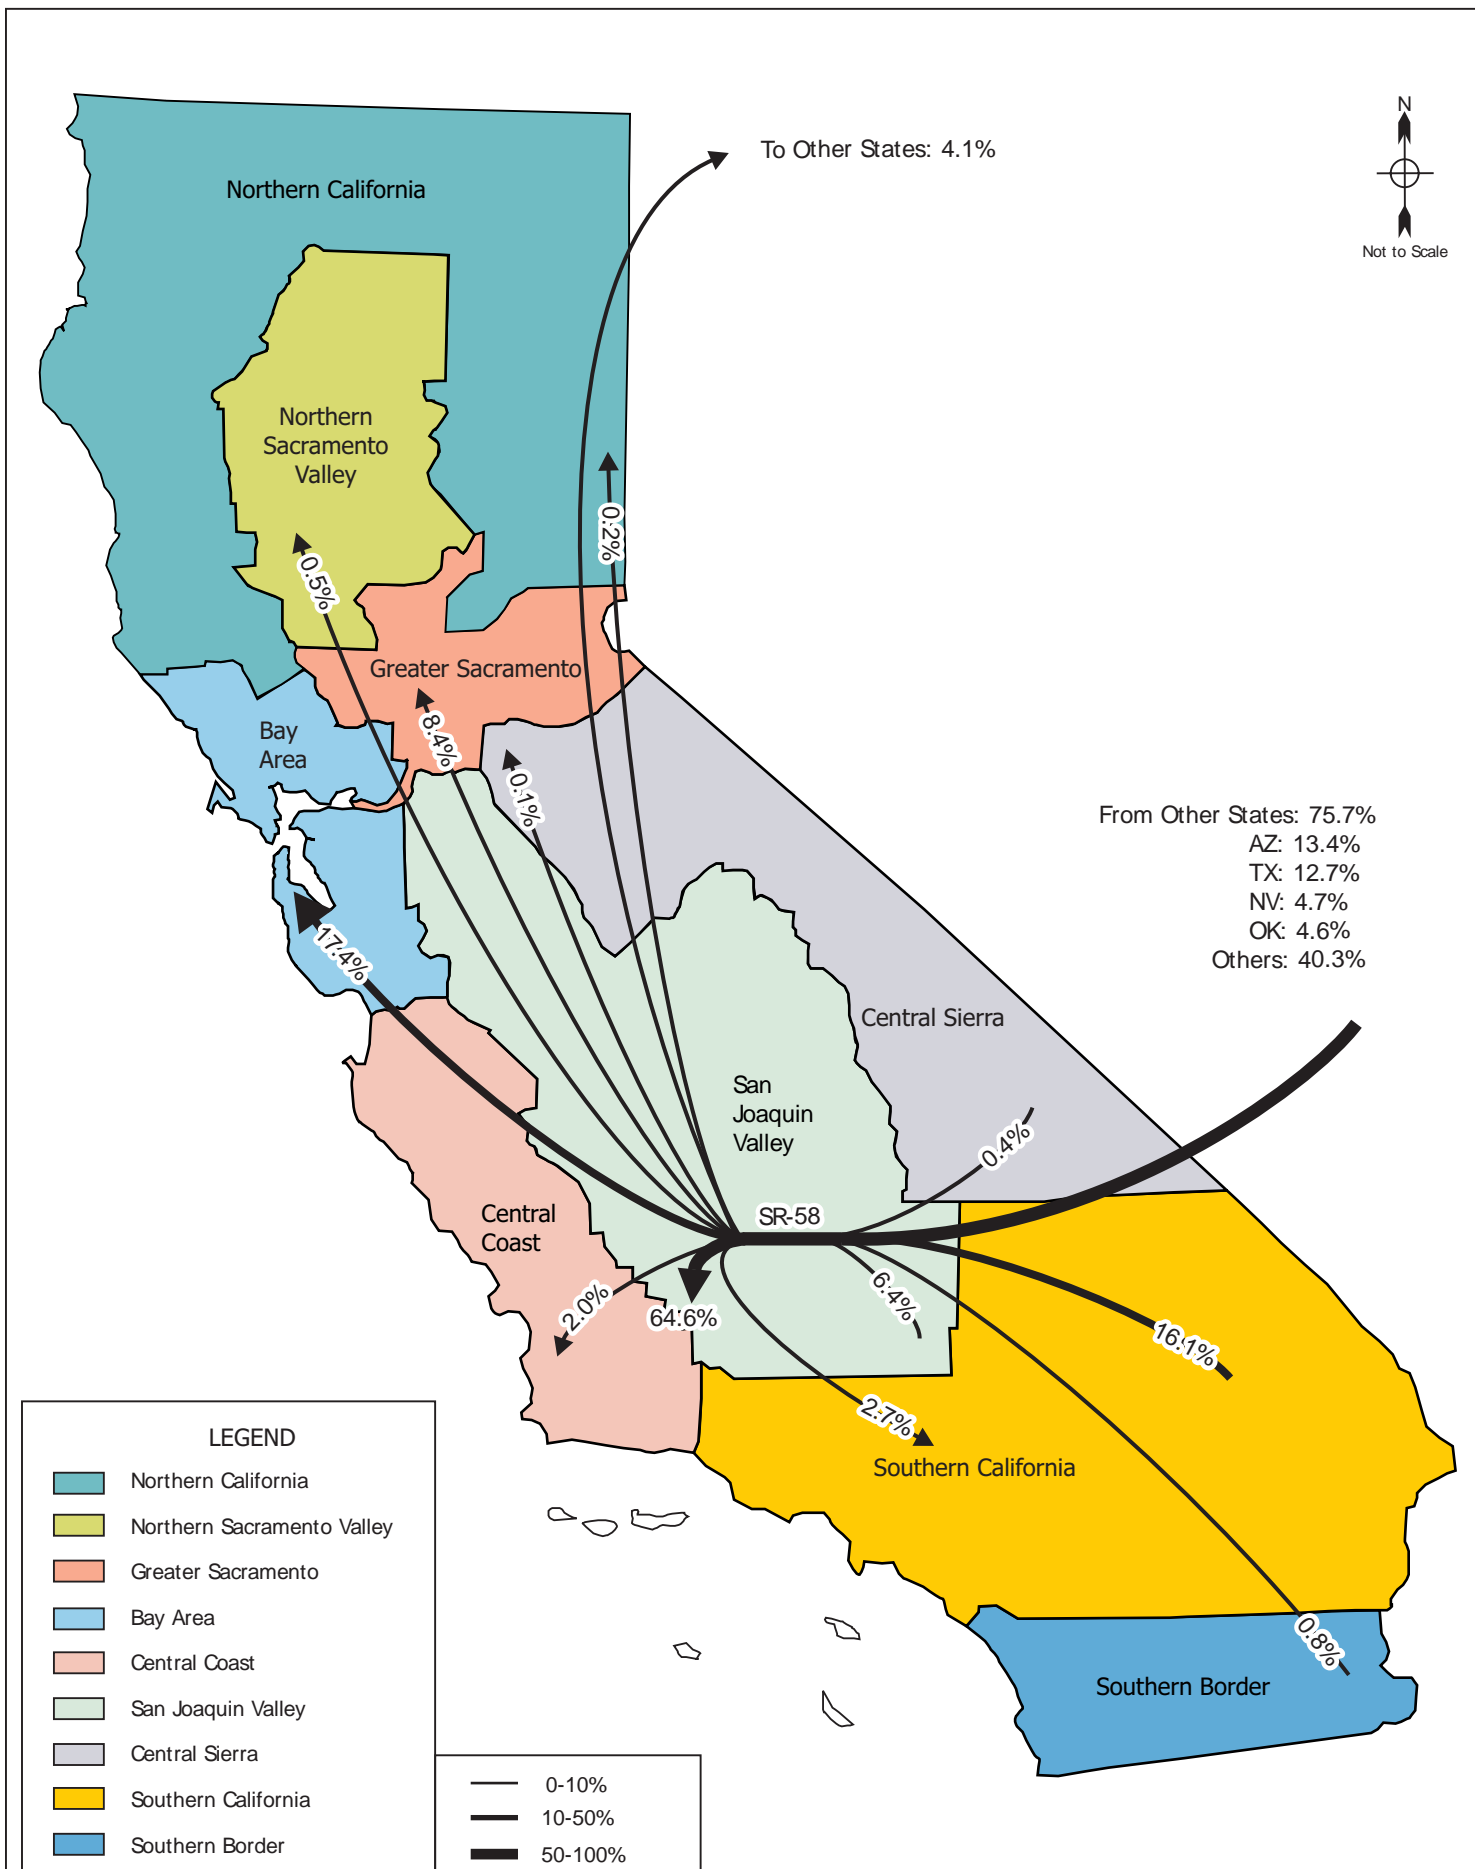 N
Not to Scale
To Other States: 4.1%
Northern California
Northern
Sacramento
Valley
0.2%
0.5%
Greater Sacramento
8.4%
Bay
Area
0.1%
From Other States: 75.7%
AZ: 13.4%
TX: 12.7%
NV: 4.7%
OK: 4.6%
Others: 40.3%
17.4%
Central Sierra
San
Joaquin
Valley
0.4%
Central
Coast
SR-58
6.4%
2.0%
64.6%
16.1%
2.7%
Southern California
0.8%
Southern Border
LEGEND
Northern California
Northern Sacramento Valley
Greater Sacramento
Bay Area
Central Coast
San Joaquin Valley
Central Sierra
Southern California
Southern Border
0-10%
10-50%
50-100%